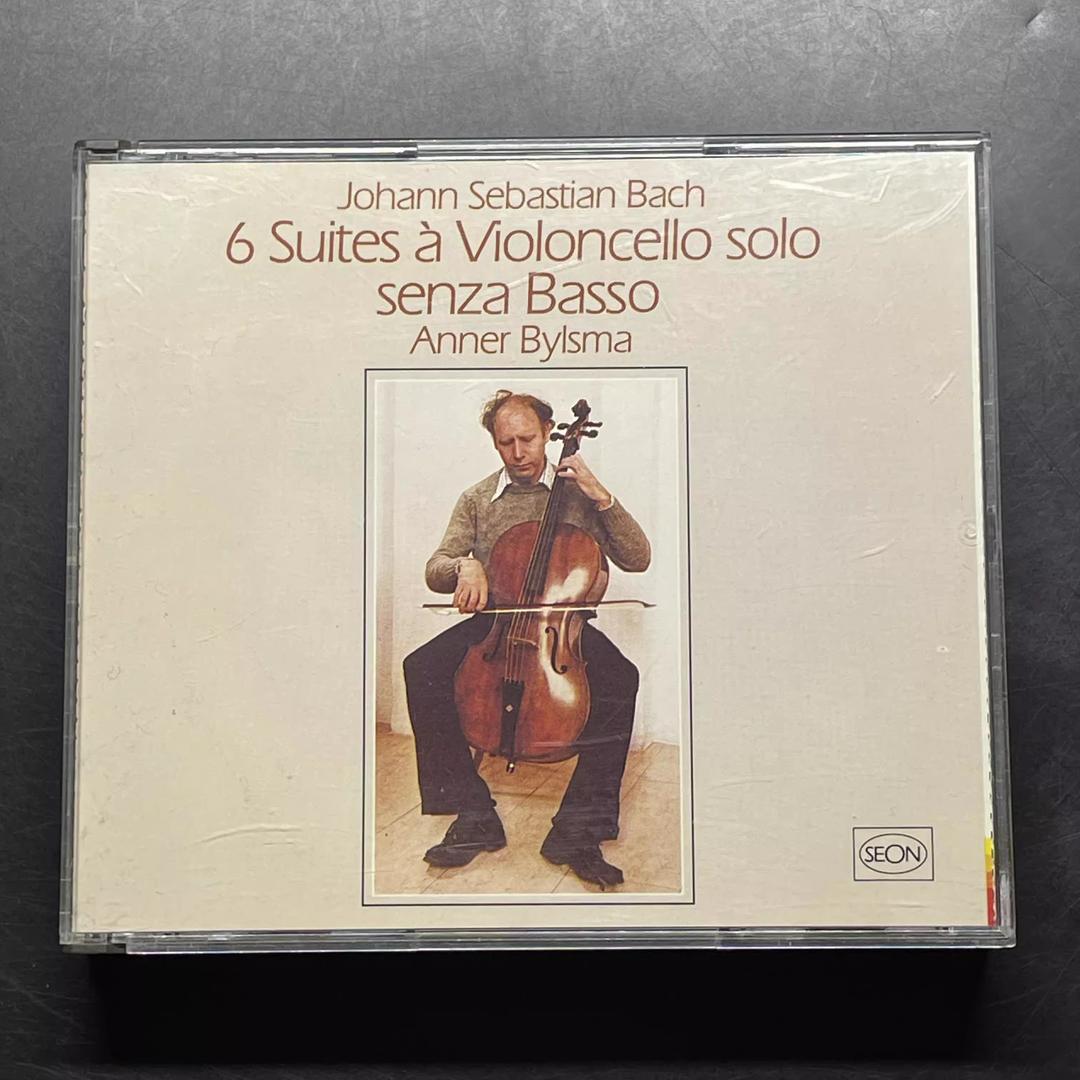 Johann Sebastian Bach
6 Suites à Violoncello solo
senza Basso
Anner Bylsma
SEON